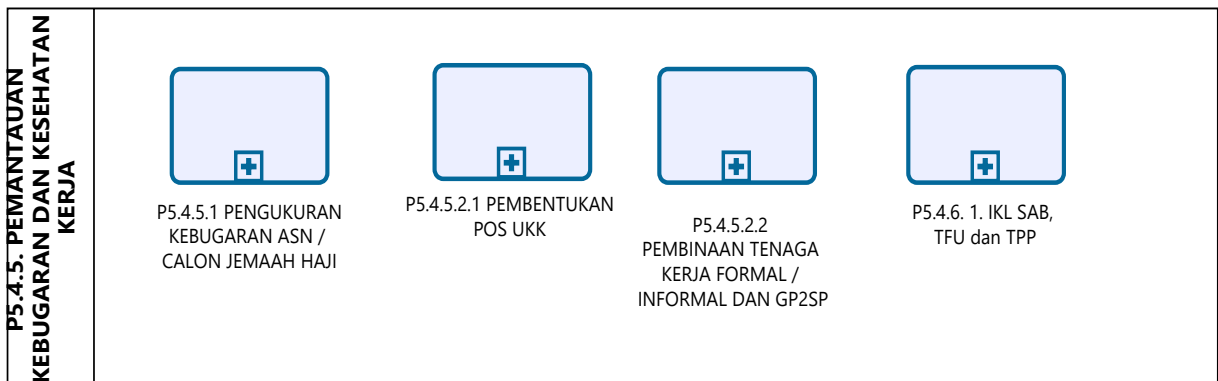 P5.4.5. PEMANTAUAN
KEBUGARAN DAN KESEHATAN
KERJA
P5.4.5.1 PENGUKURAN
KEBUGARAN ASN /
CALON JEMAAH HAJI
P5.4.5.2.1 PEMBENTUKAN
POS UKK
P5.4.5.2.2
PEMBINAAN TENAGA
KERJA FORMAL /
INFORMAL DAN GP2SP
P5.4.6. 1. IKL SAB,
TFU dan TPP